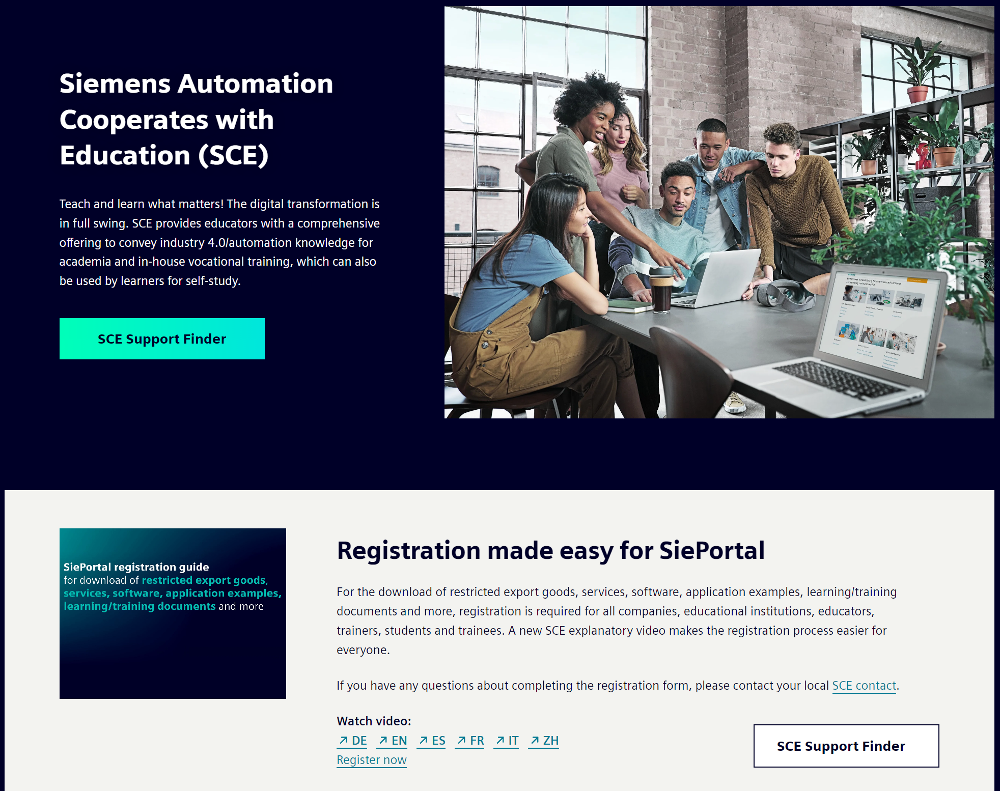 Siemens Automation
Cooperates with
Education (SCE)
Teach and learn what matters! The digital transformation is
in full swing. SCE provides educators with a comprehensive
offering to convey industry 4.0/automation knowledge for
academia and in-house vocational training, which can also
be used by learners for self-study.
SCE Support Finder
SiePortal registration guide
for download of restricted export goods,
services, software, application examples,
learning/training documents and more
Registration made easy for SiePortal
For the download of restricted export goods, services, software, application examples, learning/training
documents and more, registration is required for all companies, educational institutions, educators,
trainers, students and trainees. A new SCE explanatory video makes the registration process easier for
everyone.
If you have any questions about completing the registration form, please contact your local SCE contact.
Watch video:
↗ DE ↗ EN ↗ ES ↗ FR ↗ IT ↗ ZH
Register now
SCE Support Finder